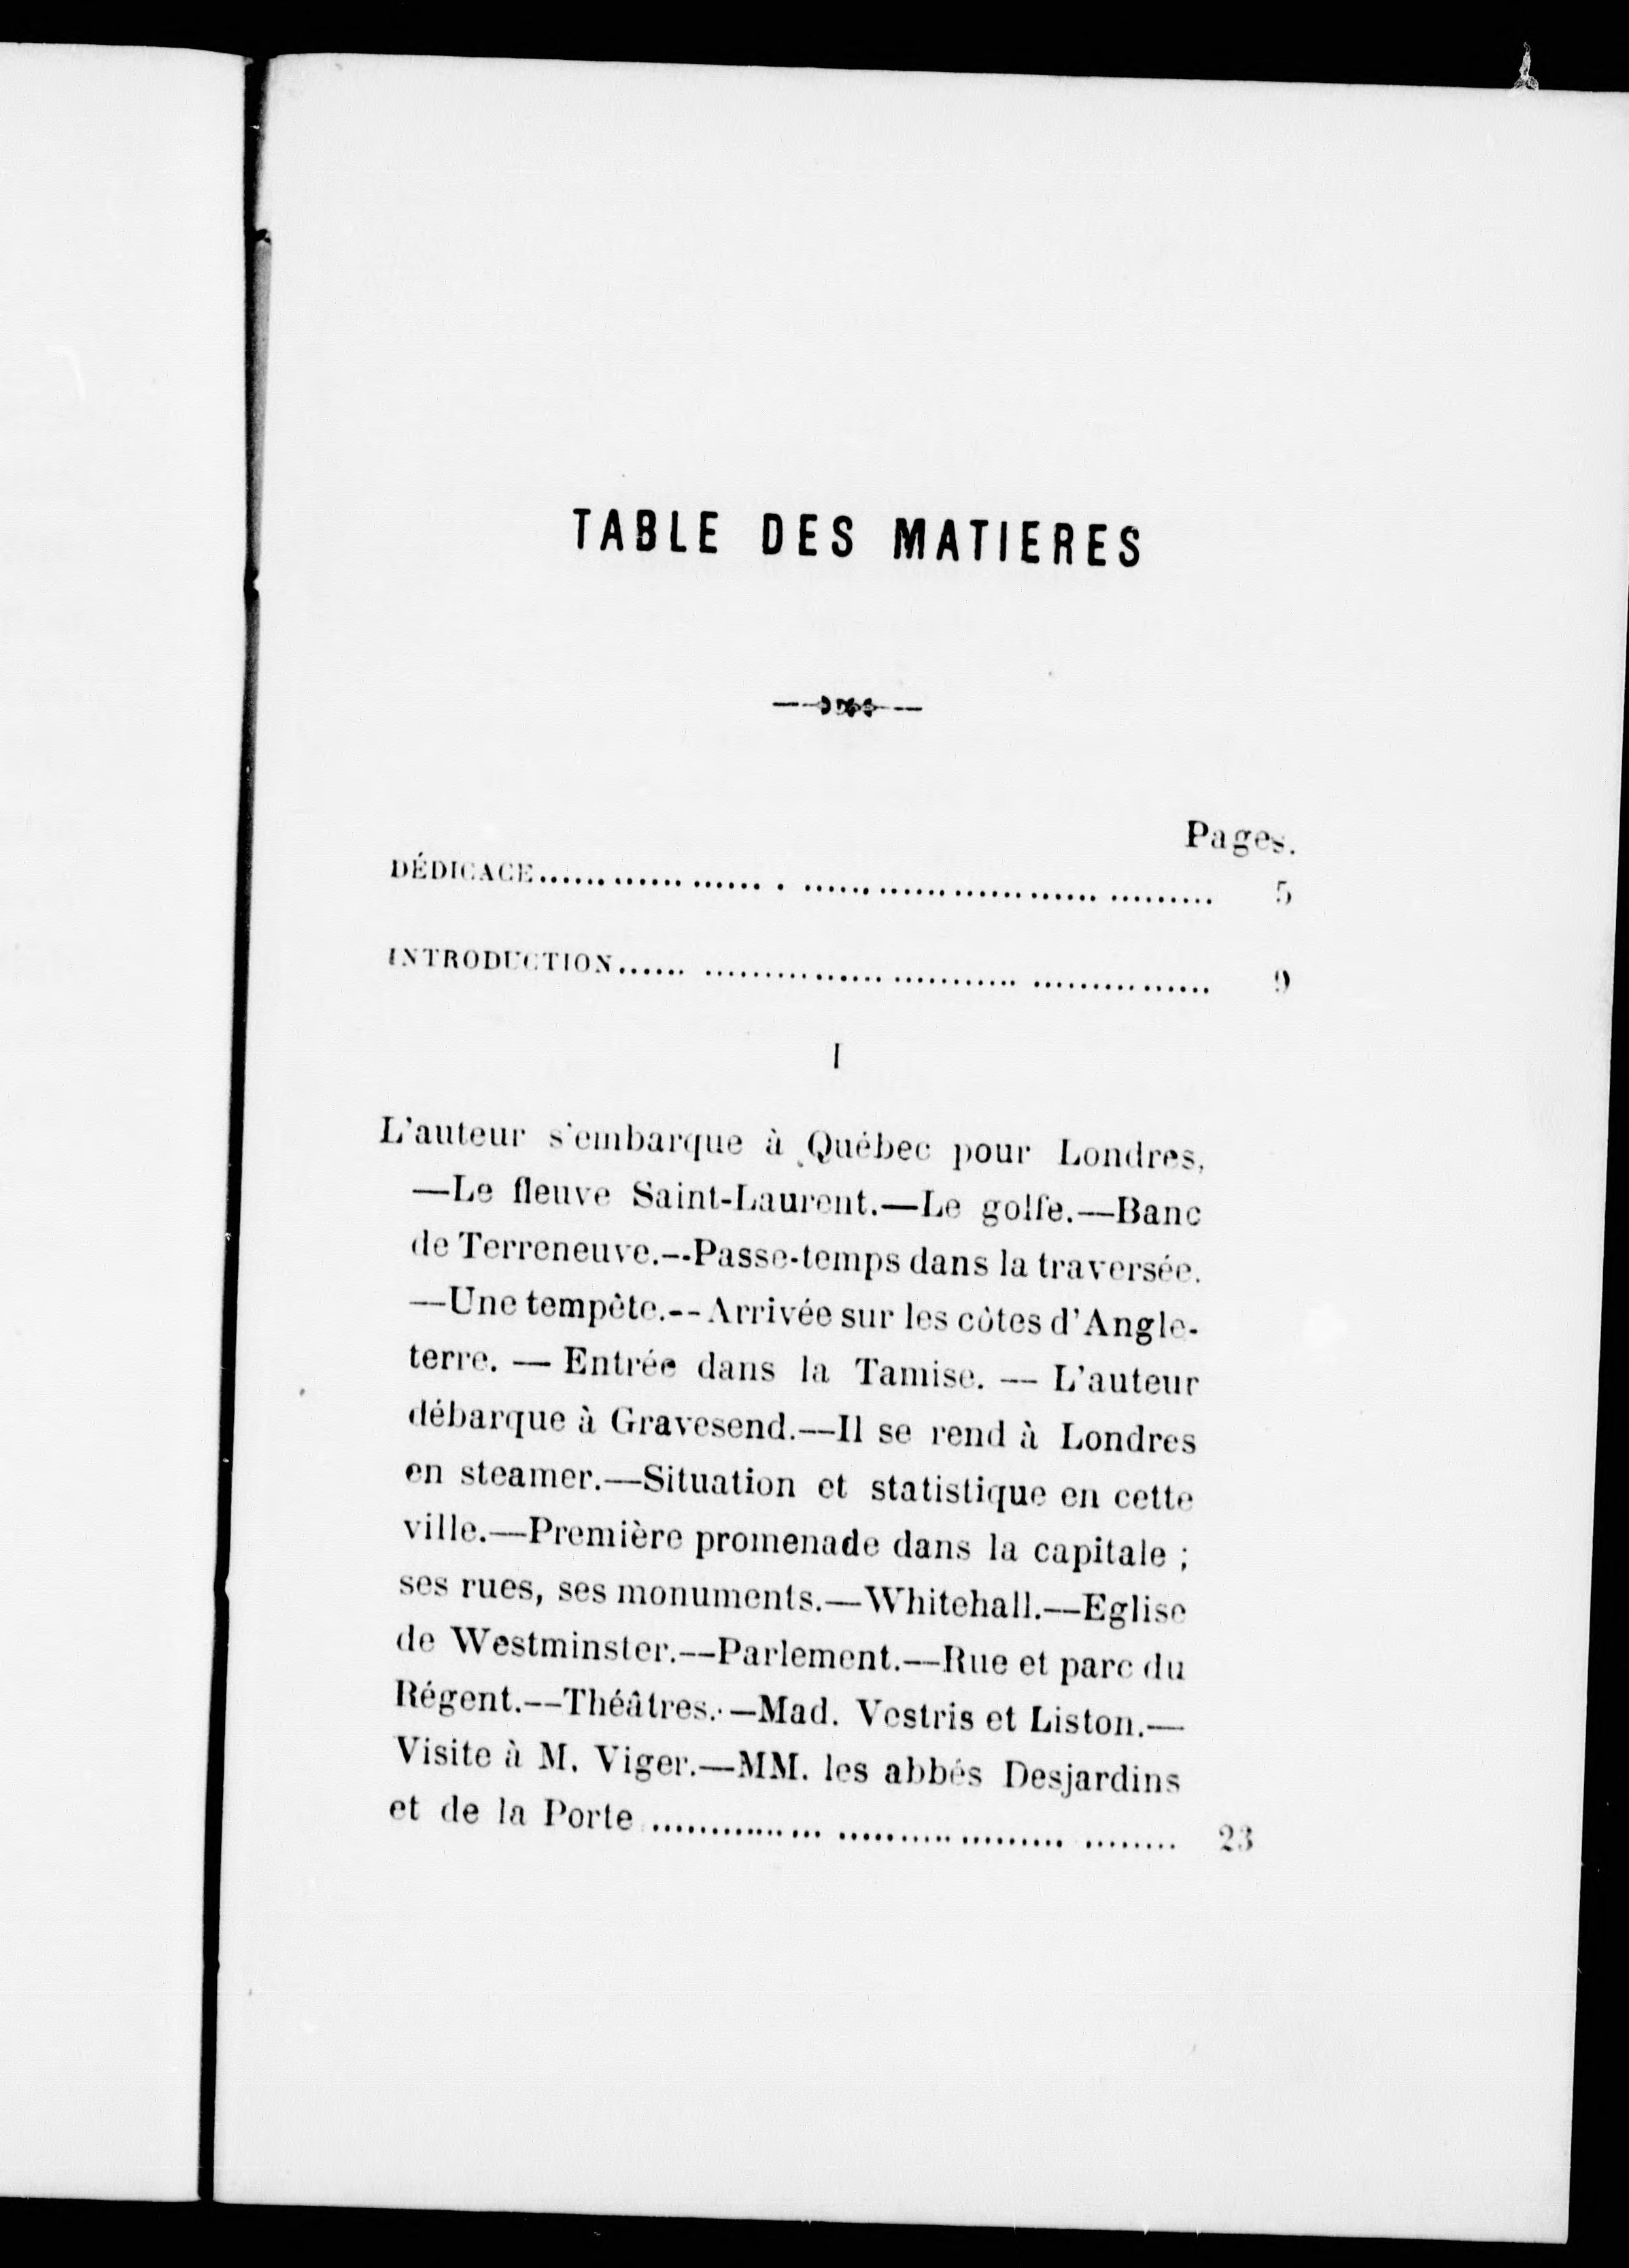 TABLE DES MATIERES
Pages.
DÉDICACE........................................................ 5
INTRODUCTION................................................ 9
I
L'auteur s'embarque à Québec pour Londres,
—Le fleuve Saint-Laurent.—Le golfe.—Banc
de Terreneuve.--Passe-temps dans la traversée.
—Une tempête.--Arrivée sur les côtes d'Angle-
terre. — Entrée dans la Tamise. — L'auteur
débarque à Gravesend.—Il se rend à Londres
en steamer.—Situation et statistique en cette
ville.—Première promenade dans la capitale ;
ses rues, ses monuments.—Whitehall.—Eglise
de Westminster.—Parlement.—Rue et parc du
Régent.--Théâtres.-—Mad. Vestris et Liston.—
Visite à M. Viger.—MM. les abbés Desjardins
et de la Porte .......................................... 23